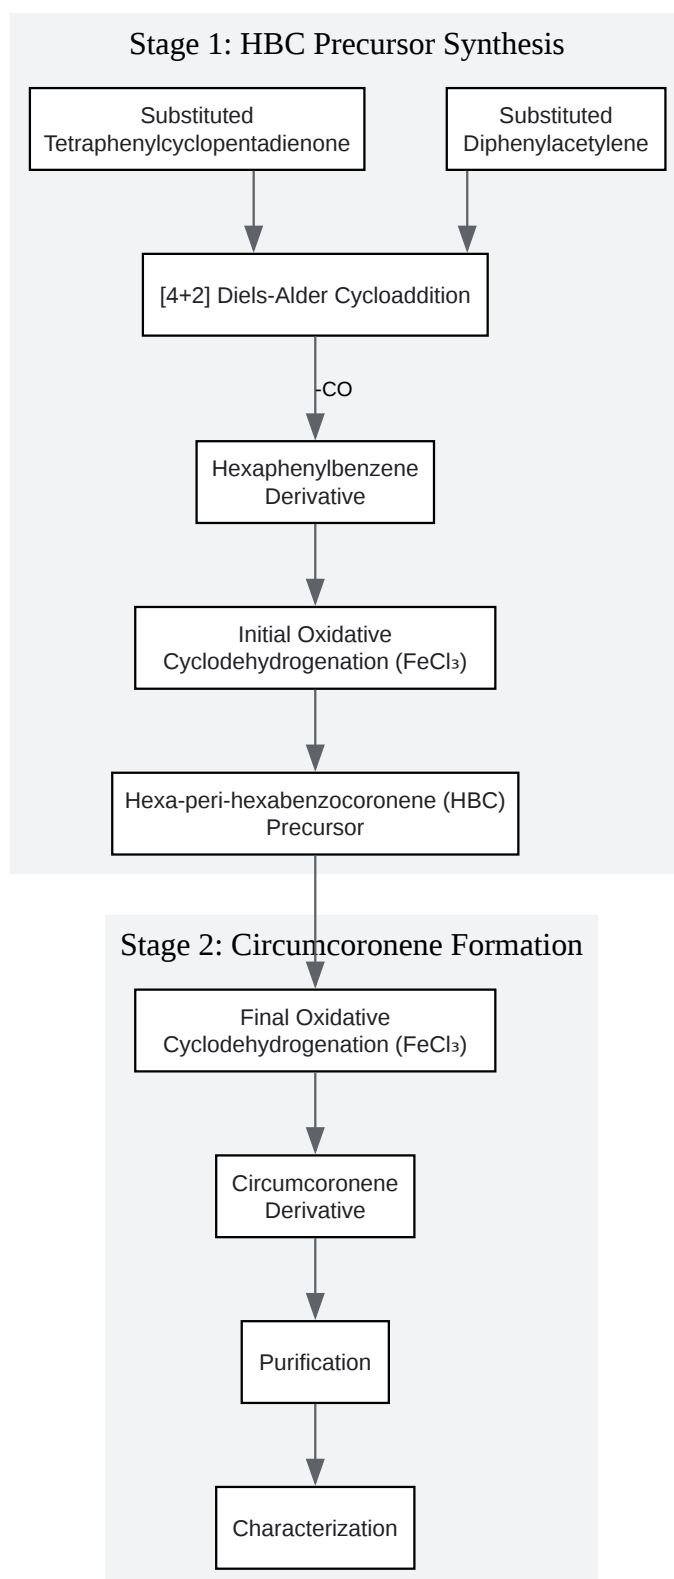 Stage 1: HBC Precursor Synthesis
Substituted
Tetraphenylcyclopentadienone
Substituted
Diphenylacetylene
[4+2] Diels-Alder Cycloaddition
-CO
Hexaphenylbenzene
Derivative
Initial Oxidative
Cyclodehydrogenation (FeCl₃)
Hexa-peri-hexabenzocoronene (HBC)
Precursor
Stage 2: Circumcoronene Formation
Final Oxidative
Cyclodehydrogenation (FeCl₃)
Circumcoronene
Derivative
Purification
Characterization